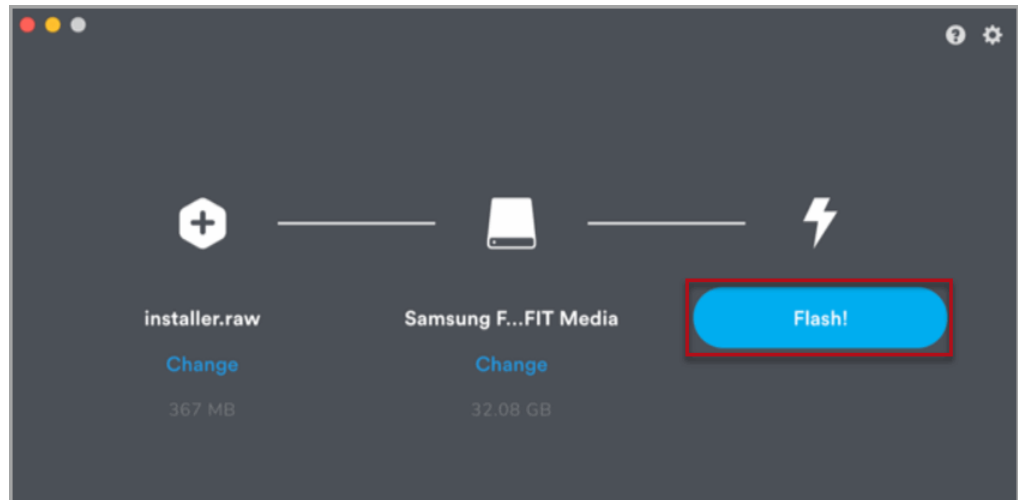 installer.raw
Change
367 MB
Samsung F...FIT Media
Change
32.08 GB
Flash!